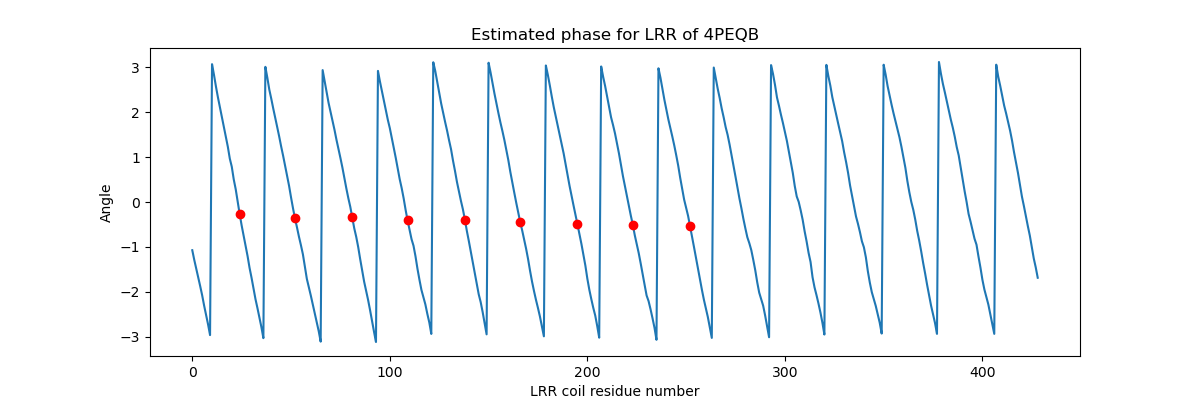 Estimated phase for LRR of 4PEQB
3
2
1
0
−1
−2
−3
Angle
0 100 200 300 400
LRR coil residue number